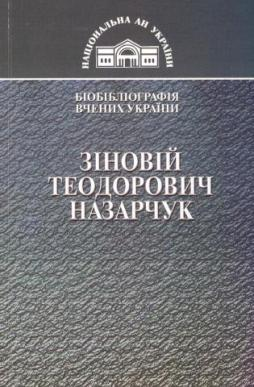 НАЦІОНАЛЬНА АН УКРАЇНИ
БІОБІБЛІОГРАФІЯ
ВЧЕНИХ УКРАЇНИ
ЗІНОВІЙ
ТЕОДОРОВИЧ
НАЗАРЧУК